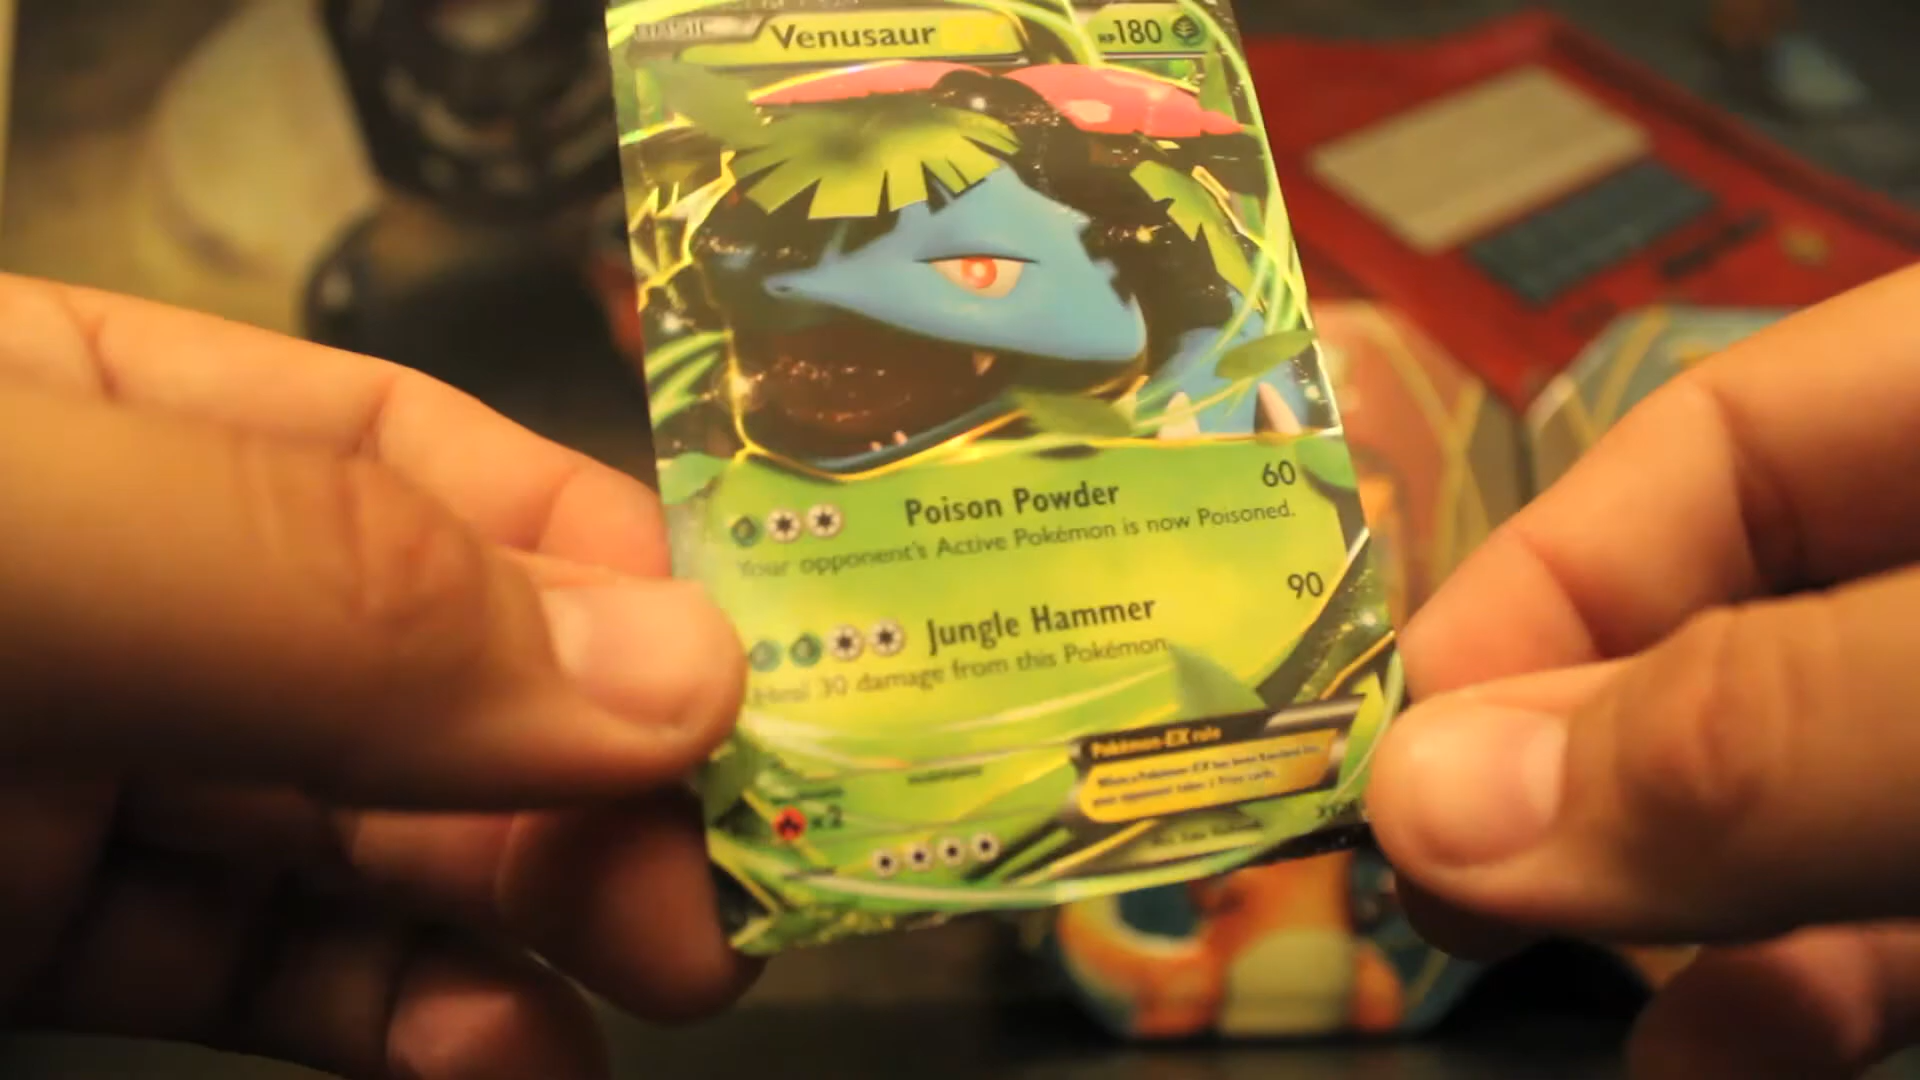 Venusaur HP180
Poison Powder 60
Your opponent's Active Pokémon is now Poisoned.
Jungle Hammer 90
Heal 30 damage from this Pokémon.
Pokémon-EX rule
×2